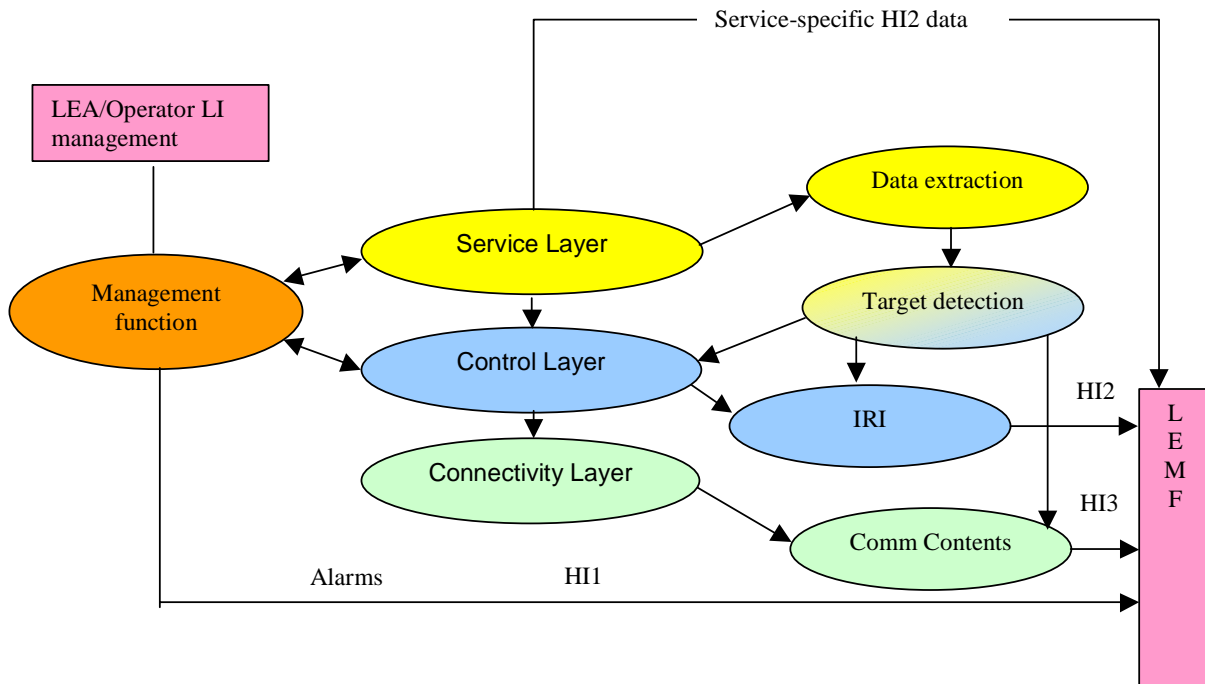 Service-specific HI2 data
LEA/Operator LI
management
Data extraction
Service Layer
Management
function
Target detection
Control Layer
HI2
IRI
L
E
M
F
Connectivity Layer
HI3
Comm Contents
Alarms
HI1